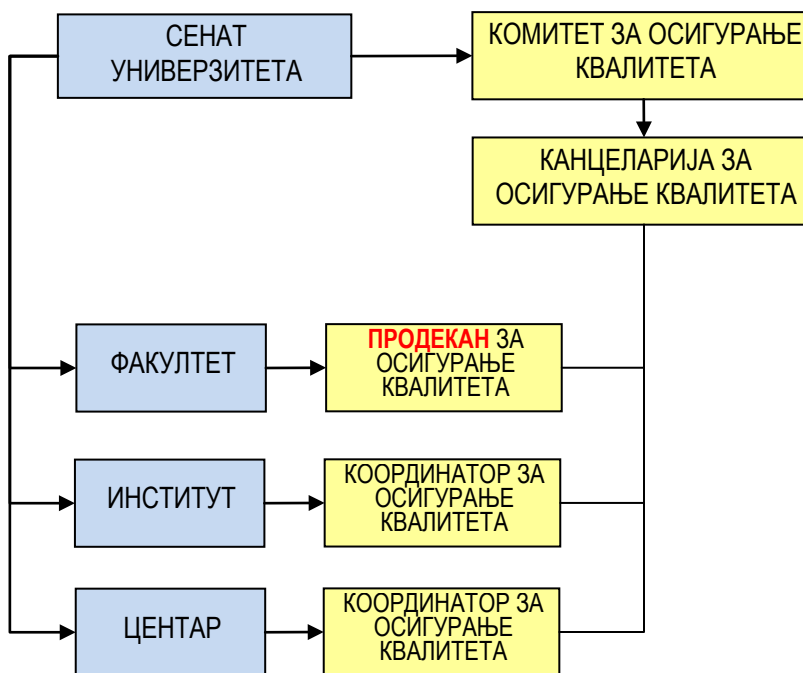 СЕНАТ
УНИВЕРЗИТЕТА
КОМИТЕТ ЗА ОСИГУРАЊЕ
КВАЛИТЕТА
КАНЦЕЛАРИЈА ЗА
ОСИГУРАЊЕ КВАЛИТЕТА
ФАКУЛТЕТ
ПРОДЕКАН ЗА
ОСИГУРАЊЕ
КВАЛИТЕТА
ИНСТИТУТ
КООРДИНАТОР ЗА
ОСИГУРАЊЕ
КВАЛИТЕТА
ЦЕНТАР
КООРДИНАТОР ЗА
ОСИГУРАЊЕ
КВАЛИТЕТА